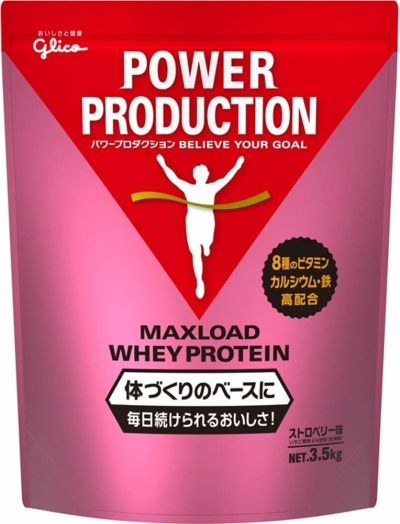 おいしさと健康
glico
POWER
PRODUCTION
パワープロダクション BELIEVE YOUR GOAL
8種のビタミン
カルシウム・鉄
高配合
MAXLOAD
WHEY PROTEIN
体づくりのベースに
毎日続けられるおいしさ!
ストロベリー味
NET.3.5kg